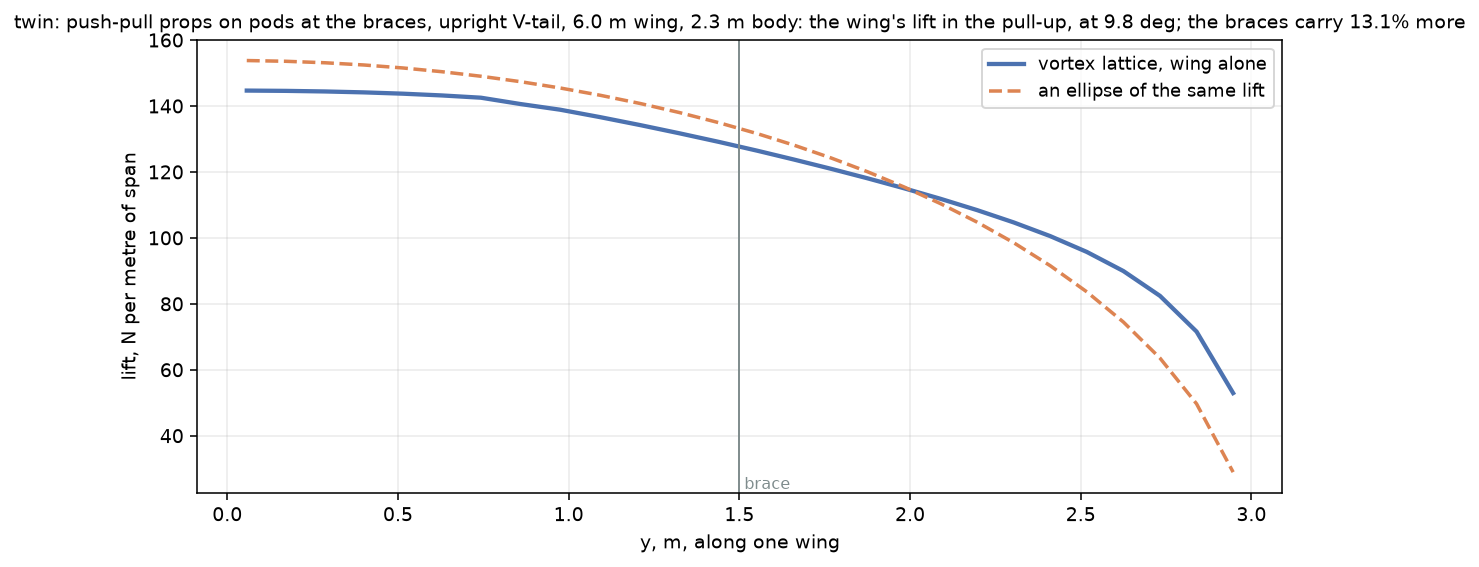 twin: push-pull props on pods at the braces, upright V-tail, 6.0 m wing, 2.3 m body: the wing's lift in the pull-up, at 9.8 deg; the braces carry 13.1% more
vortex lattice, wing alone
an ellipse of the same lift
lift, N per metre of span
160
140
120
100
80
60
40
brace
0.0 0.5 1.0 1.5 2.0 2.5 3.0
y, m, along one wing